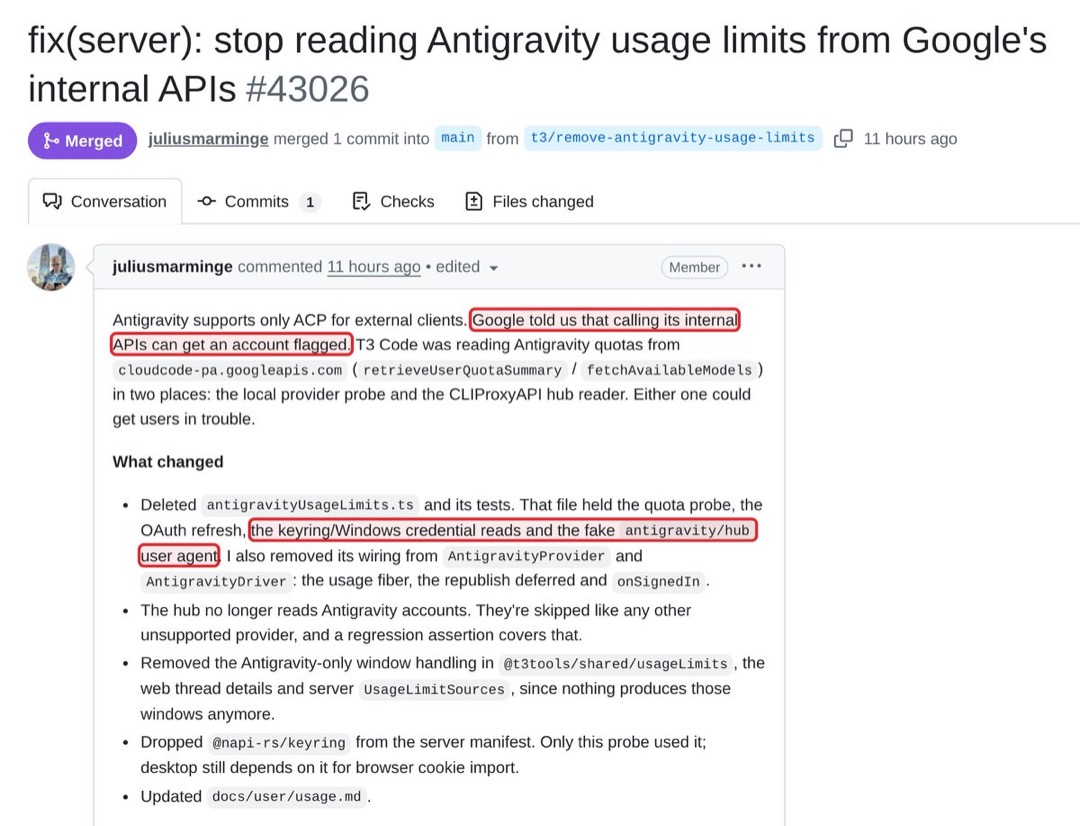 fix(server): stop reading Antigravity usage limits from Google's
internal APIs #43026
Merged juliusmarminge merged 1 commit into main from t3/remove-antigravity-usage-limits 11 hours ago
Conversation Commits 1 Checks Files changed
juliusmarminge commented 11 hours ago • edited Member ...
Antigravity supports only ACP for external clients. Google told us that calling its internal
APIs can get an account flagged. T3 Code was reading Antigravity quotas from
cloudcode-pa.googleapis.com ( retrieveUserQuotaSummary / fetchAvailableModels )
in two places: the local provider probe and the CLIProxyAPI hub reader. Either one could
get users in trouble.
What changed
• Deleted antigravityUsageLimits.ts and its tests. That file held the quota probe, the
OAuth refresh, the keyring/Windows credential reads and the fake antigravity/hub
user agent. I also removed its wiring from AntigravityProvider and
AntigravityDriver : the usage fiber, the republish deferred and onSignedIn .
• The hub no longer reads Antigravity accounts. They're skipped like any other
unsupported provider, and a regression assertion covers that.
• Removed the Antigravity-only window handling in @t3tools/shared/usageLimits , the
web thread details and server UsageLimitSources , since nothing produces those
windows anymore.
• Dropped @napi-rs/keyring from the server manifest. Only this probe used it;
desktop still depends on it for browser cookie import.
• Updated docs/user/usage.md .